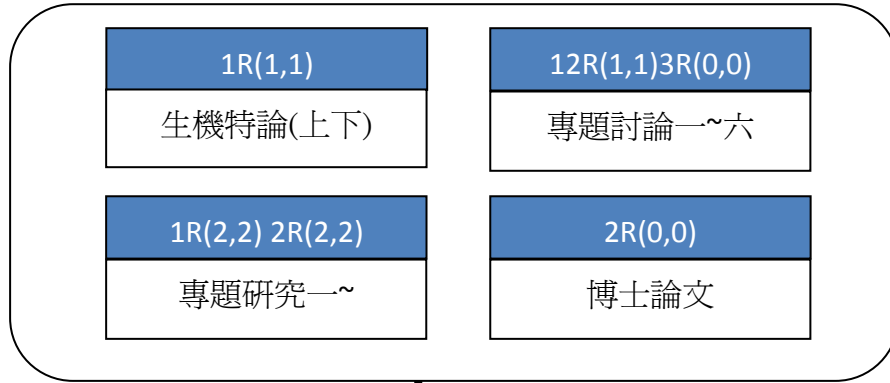 1R(1,1)
生機特論(上下)
12R(1,1)3R(0,0)
專題討論一~六
1R(2,2) 2R(2,2)
專題研究一~
2R(0,0)
博士論文